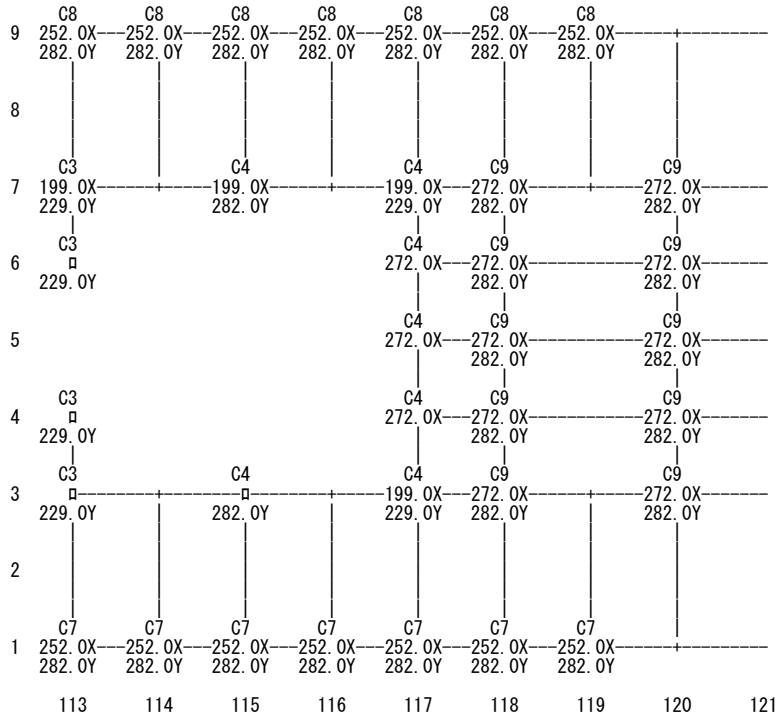 C8 C8 C8 C8 C8 C8 C8
9 252.0X---252.0X---252.0X---252.0X---252.0X---252.0X---252.0X------+---------
282.0Y 282.0Y 282.0Y 282.0Y 282.0Y 282.0Y 282.0Y
8
C3 C4 C4 C9 C9
7 199.0X------+-----199.0X------+-----199.0X---272.0X------+-----272.0X-------
229.0Y 282.0Y 229.0Y 282.0Y 282.0Y
C3 C4 C9 C9
6 ¤ 272.0X---272.0X------------272.0X-------
229.0Y 282.0Y 282.0Y
C4 C9 C9
5 272.0X---272.0X------------272.0X-------
282.0Y 282.0Y
C3 C4 C9 C9
4 ¤ 272.0X---272.0X------------272.0X-------
229.0Y 282.0Y 282.0Y
C3 C4 C4 C9 C9
3 ¤--------+--------¤--------+-----199.0X---272.0X------+-----272.0X-------
229.0Y 282.0Y 229.0Y 282.0Y 282.0Y
2
C7 C7 C7 C7 C7 C7 C7
1 252.0X---252.0X---252.0X---252.0X---252.0X---252.0X---252.0X------+---------
282.0Y 282.0Y 282.0Y 282.0Y 282.0Y 282.0Y 282.0Y
113 114 115 116 117 118 119 120 121